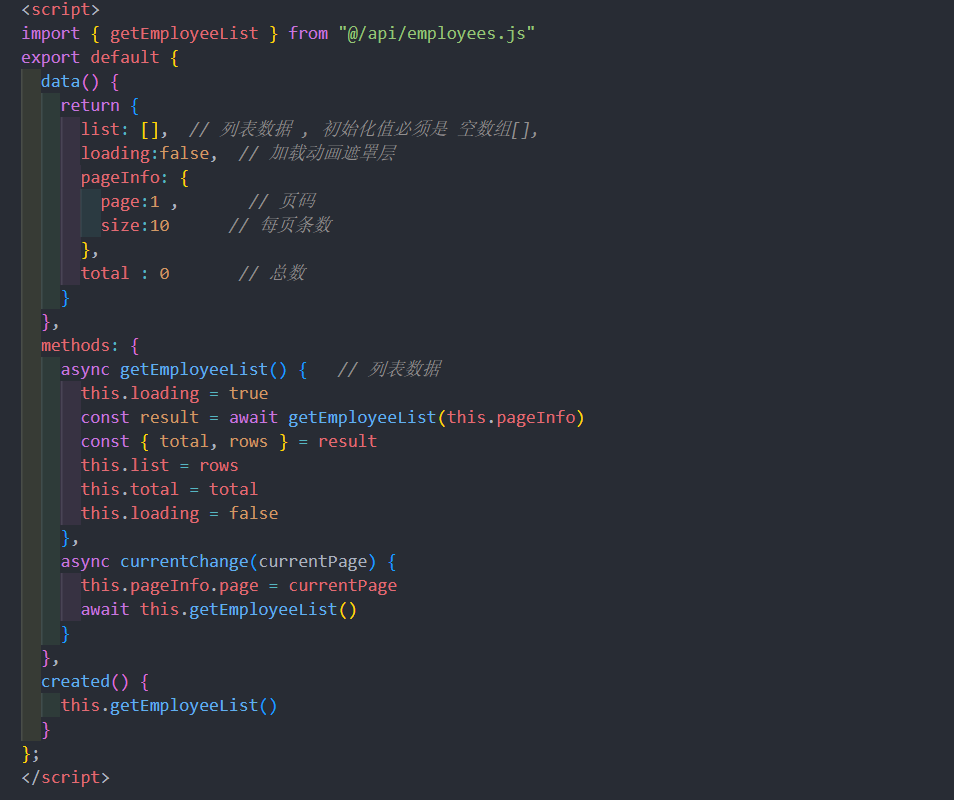 <script>
import { getEmployeeList } from "@/api/employees.js"
export default {
  data() {
    return {
      list: [],  // 列表数据 , 初始化值必须是 空数组[],
      loading:false,  // 加载动画遮罩层
      pageInfo: {
        page:1 ,       // 页码
        size:10      // 每页条数
      },
      total : 0       // 总数
    }
  },
  methods: {
    async getEmployeeList() {   // 列表数据
      this.loading = true
      const result = await getEmployeeList(this.pageInfo)
      const { total, rows } = result
      this.list = rows
      this.total = total
      this.loading = false
    },
    async currentChange(currentPage) {
      this.pageInfo.page = currentPage
      await this.getEmployeeList()
    }
  },
  created() {
    this.getEmployeeList()
  }
};
</script>